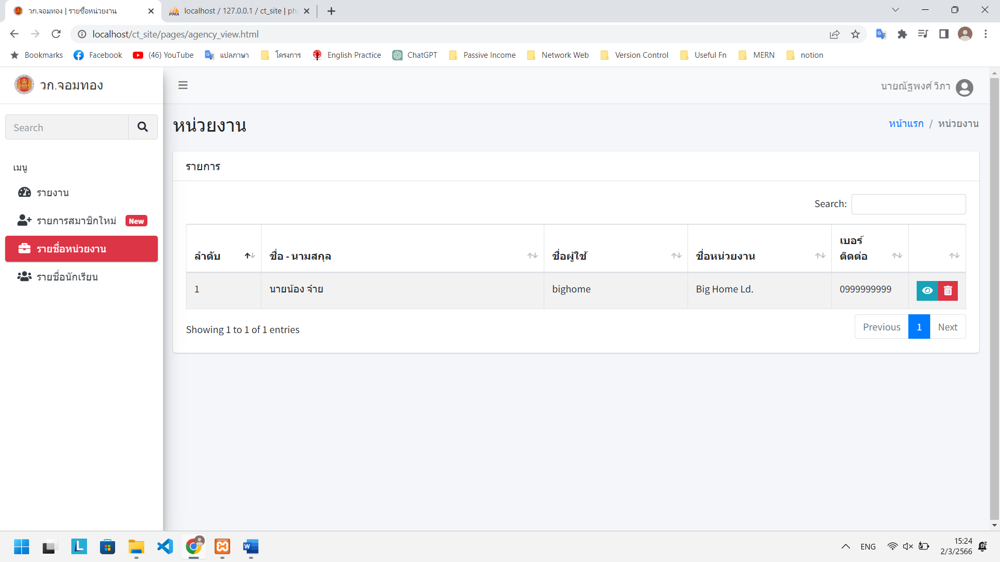 วก.จอมทอง | รายชื่อหน่วยงาน
localhost / 127.0.0.1 / ct_site | ph
localhost/ct_site/pages/agency_view.html
Bookmarks
Facebook
(46) YouTube
แปลภาษา
โครงการ
English Practice
ChatGPT
Passive Income
Network Web
Version Control
Useful Fn
MERN
notion
วก.จอมทอง
นายณัฐพงศ์ วิภา
Search
หน่วยงาน
หน้าแรก / หน่วยงาน
เมนู
รายงาน
รายการสมาชิกใหม่ New
รายชื่อหน่วยงาน
รายชื่อนักเรียน
รายการ
Search:
ลำดับ
ชื่อ - นามสกุล
ชื่อผู้ใช้
ชื่อหน่วยงาน
เบอร์
ติดต่อ
1
นายน้อง จ๋าย
bighome
Big Home Ld.
0999999999
Showing 1 to 1 of 1 entries
Previous 1 Next
ENG
15:24
2/3/2566